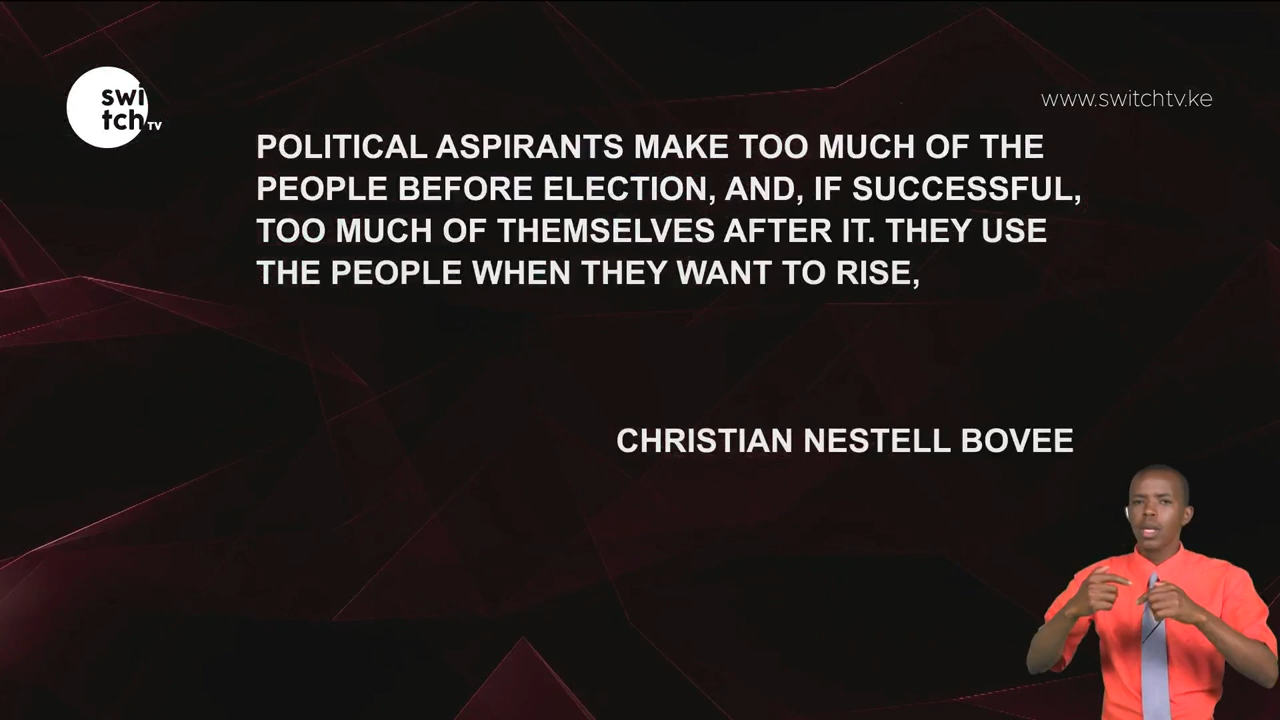 swi
tch TV
www.switchtv.ke
POLITICAL ASPIRANTS MAKE TOO MUCH OF THE
PEOPLE BEFORE ELECTION, AND, IF SUCCESSFUL,
TOO MUCH OF THEMSELVES AFTER IT. THEY USE
THE PEOPLE WHEN THEY WANT TO RISE,
CHRISTIAN NESTELL BOVEE